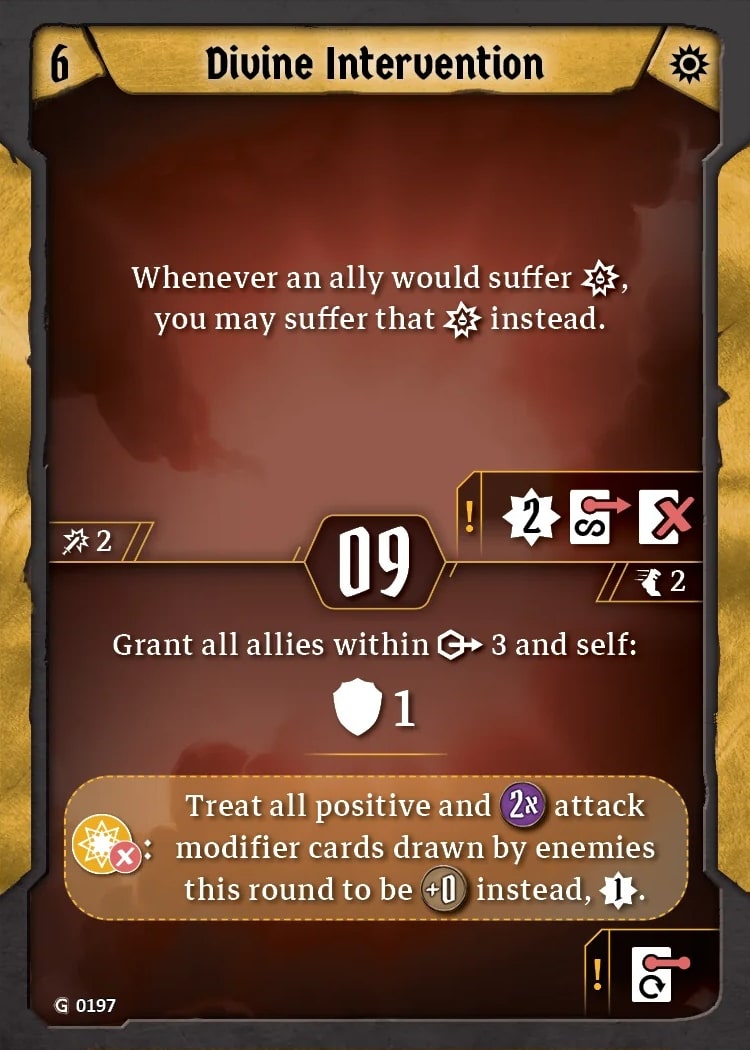 6
Divine Intervention
Whenever an ally would suffer ,
you may suffer that instead.
! 2
2
09
2
Grant all allies within 3 and self:
1
Treat all positive and 2x attack
: modifier cards drawn by enemies
this round to be +0 instead, 1.
!
G 0197